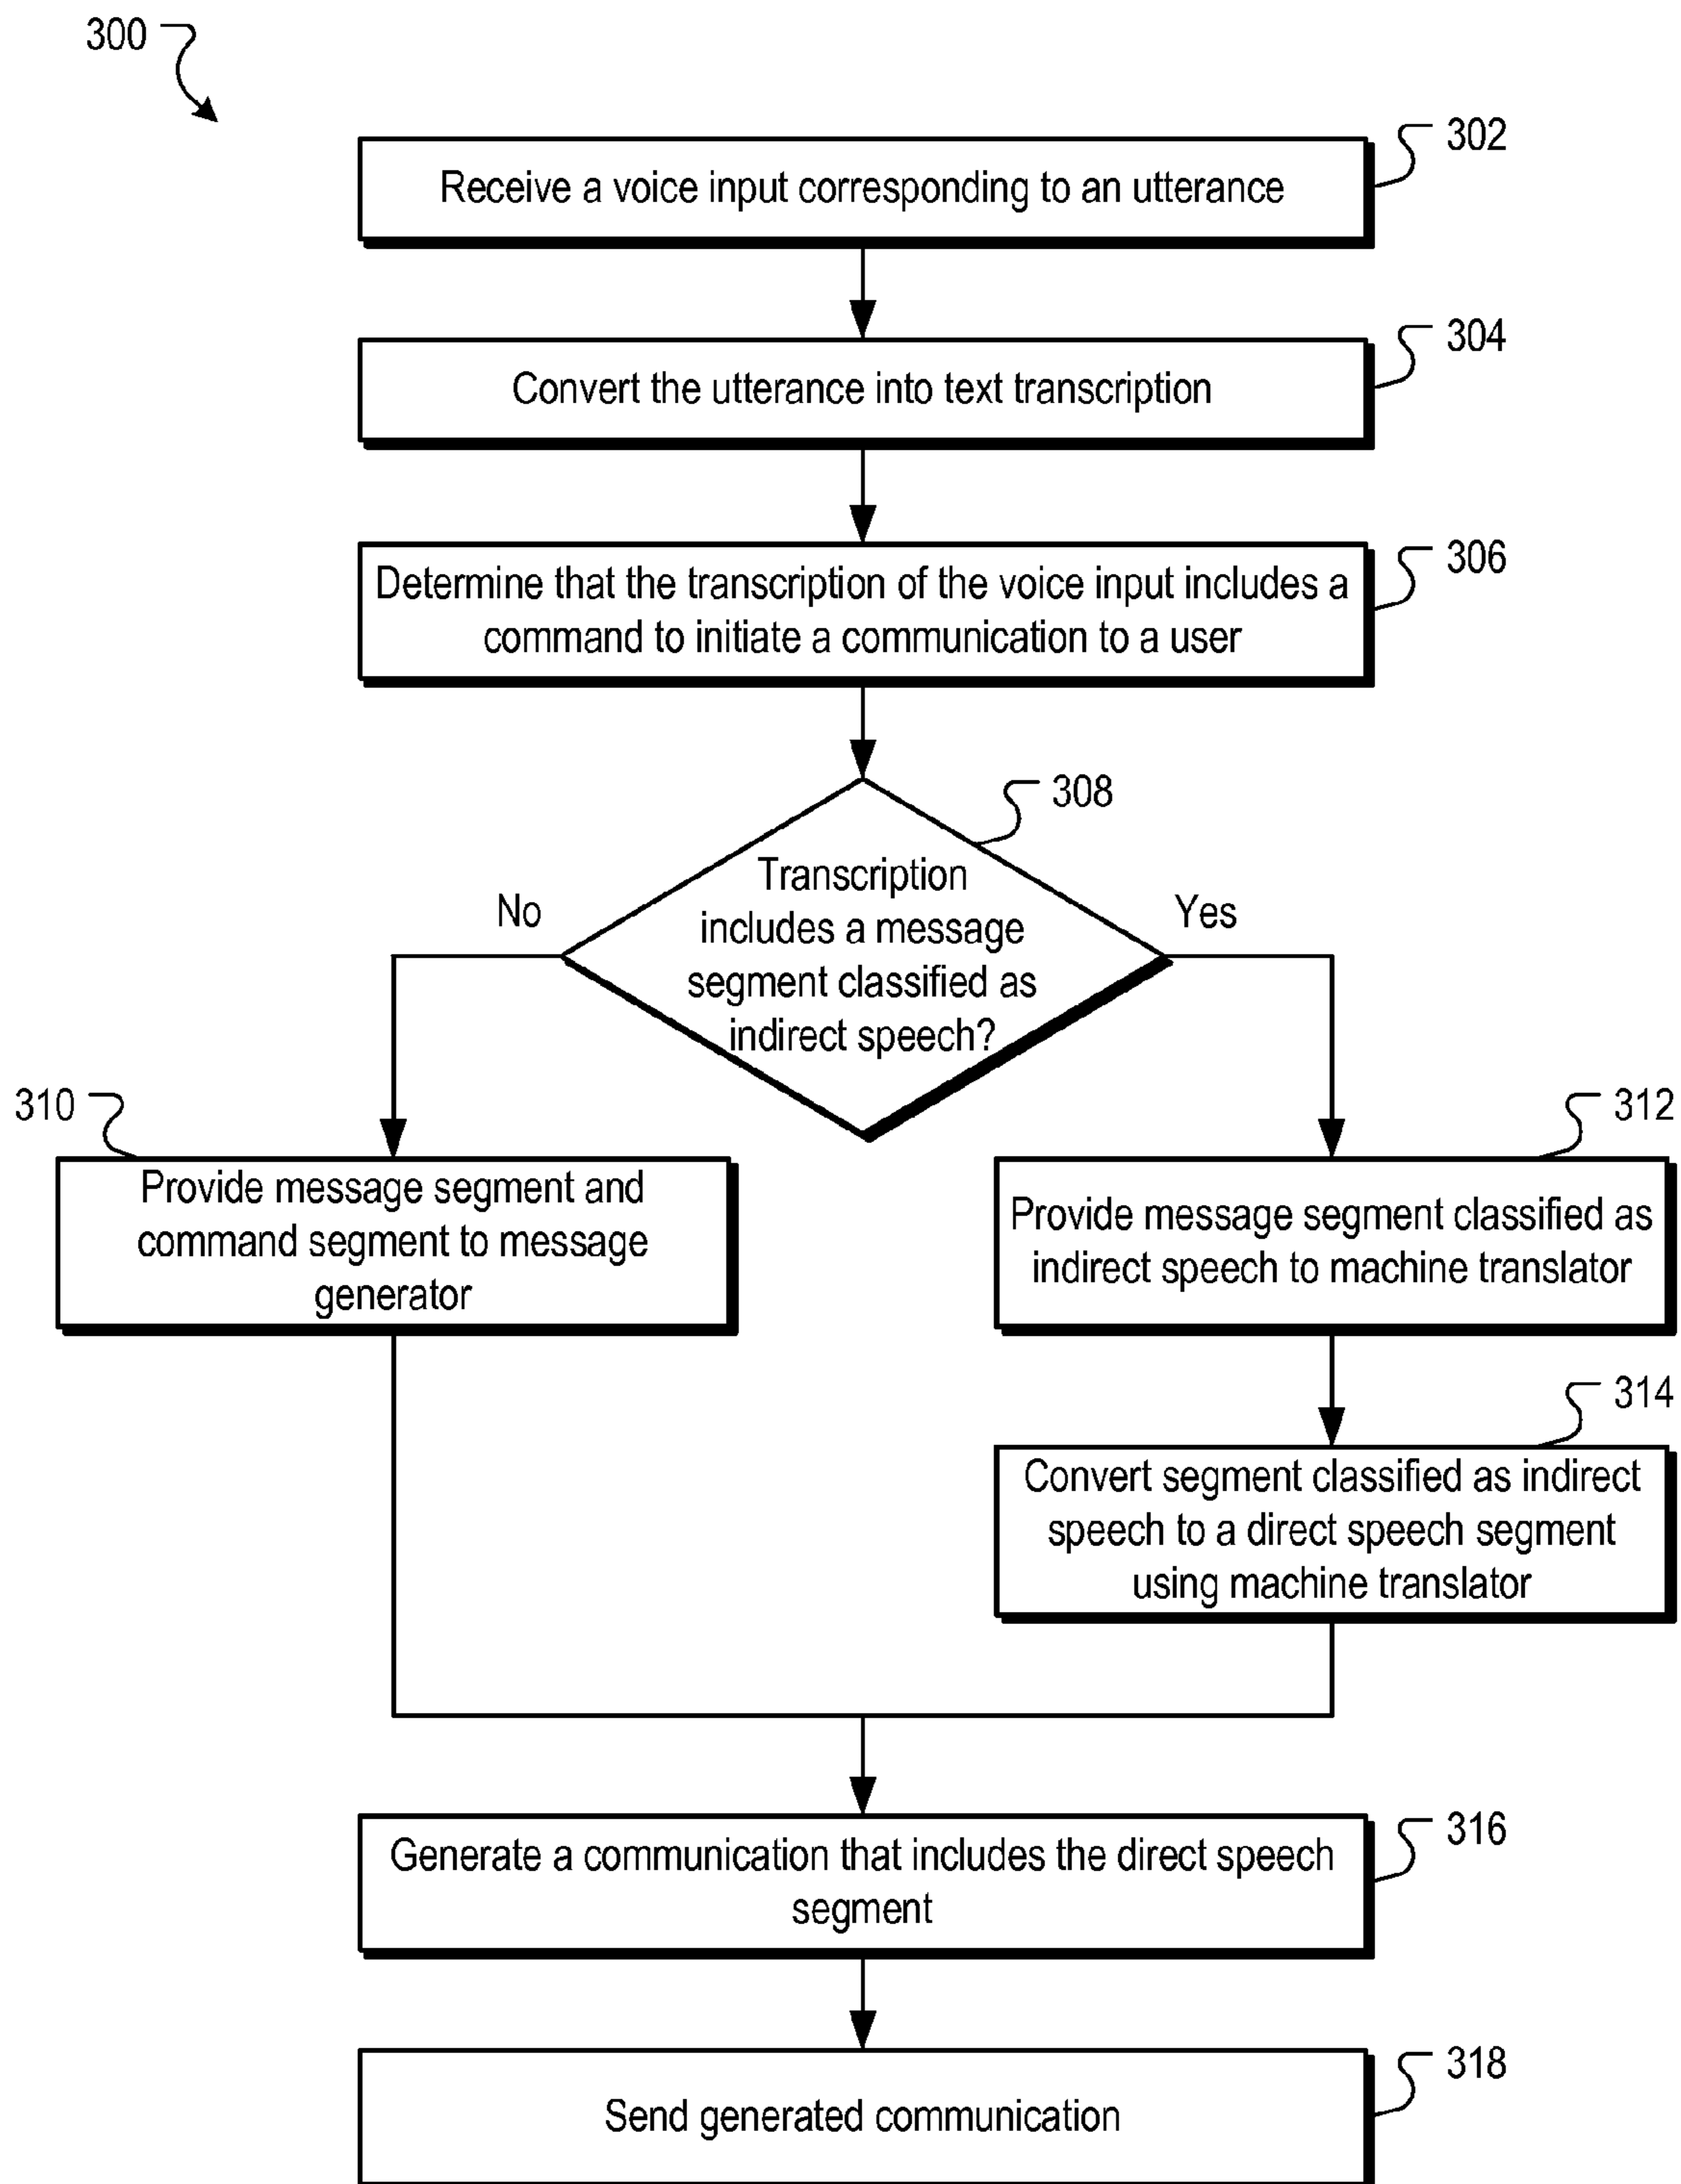 300
302
Receive a voice input corresponding to an utterance
304
Convert the utterance into text transcription
306
Determine that the transcription of the voice input includes a
command to initiate a communication to a user
308
Transcription
includes a message
segment classified as
indirect speech?
No
Yes
310
Provide message segment and
command segment to message
generator
312
Provide message segment classified as
indirect speech to machine translator
314
Convert segment classified as indirect
speech to a direct speech segment
using machine translator
316
Generate a communication that includes the direct speech
segment
318
Send generated communication